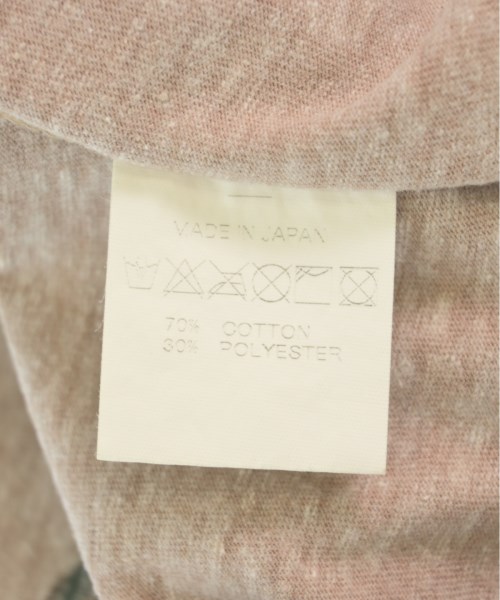 MADE IN JAPAN
70% COTTON
30% POLYESTER